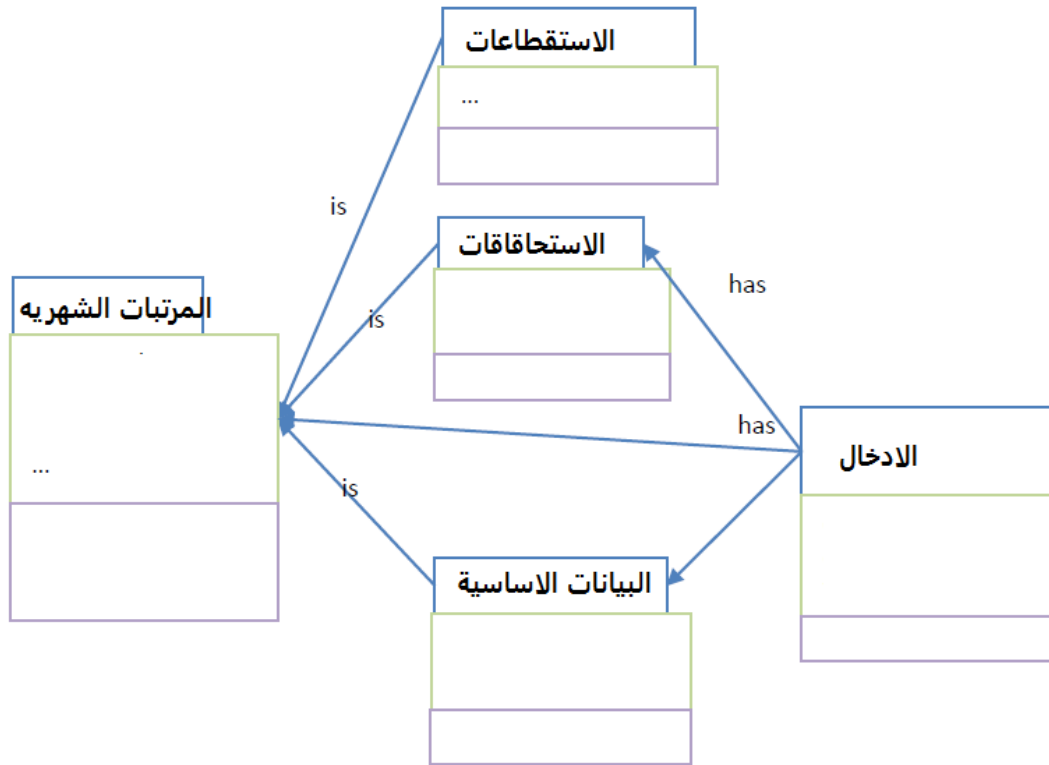 الاستقطاعات
...
is
الاستحاقاقات
has
المرتبات الشهريه
is
...
has
الادخال
is
البيانات الاساسية